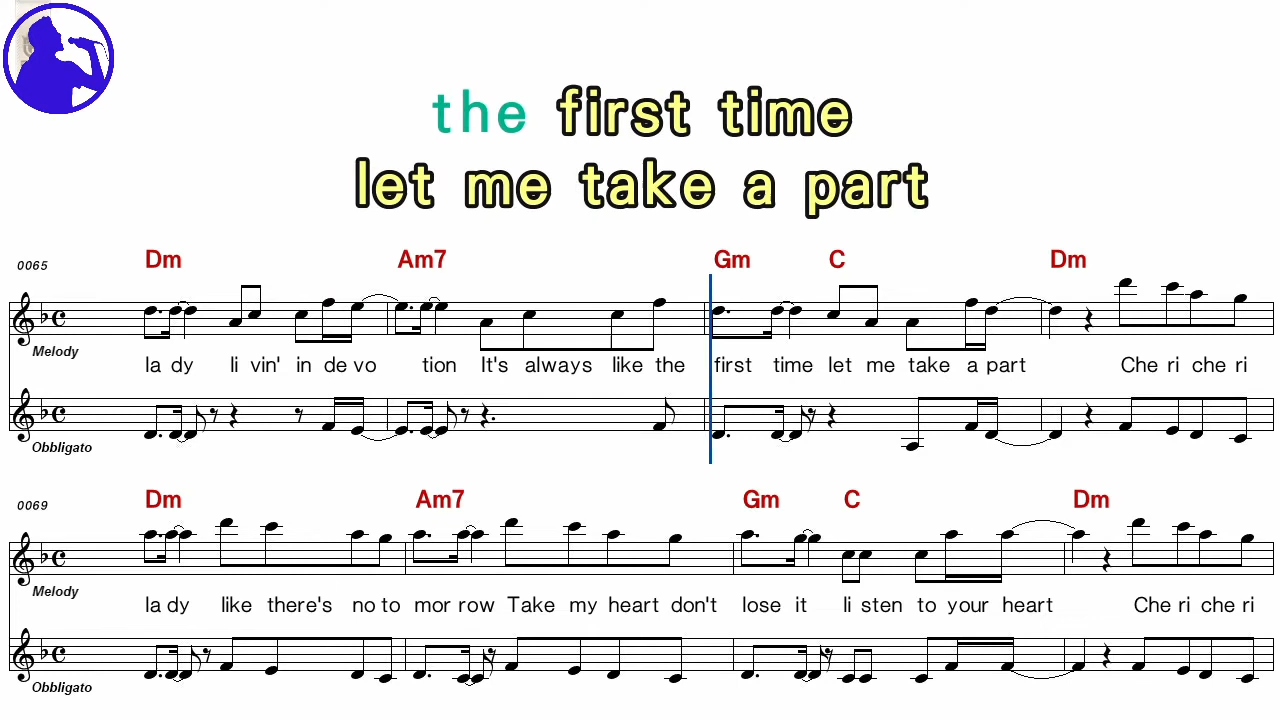 the first time
let me take a part
0065 Dm Am7 Gm C Dm
Melody
la dy li vin' in de vo tion It's always like the first time let me take a part Che ri che ri
Obbligato
0069 Dm Am7 Gm C Dm
Melody
la dy like there's no to mor row Take my heart don't lose it li sten to your heart Che ri che ri
Obbligato